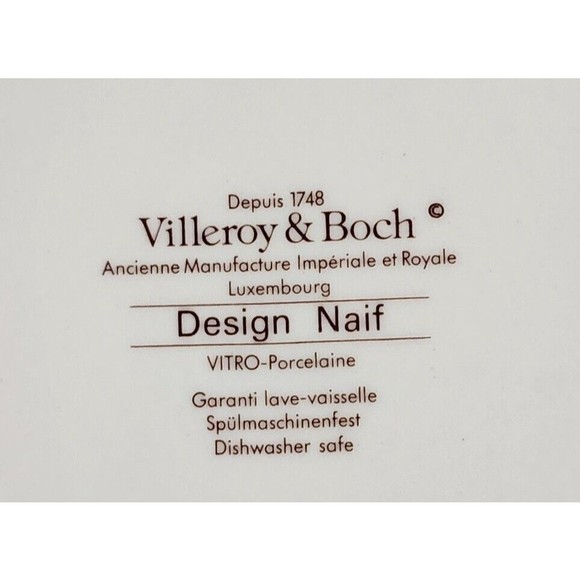 Depuis 1748
Villeroy & Boch ©
Ancienne Manufacture Impériale et Royale
Luxembourg
Design Naif
VITRO-Porcelaine
Garanti lave-vaisselle
Spülmaschinenfest
Dishwasher safe